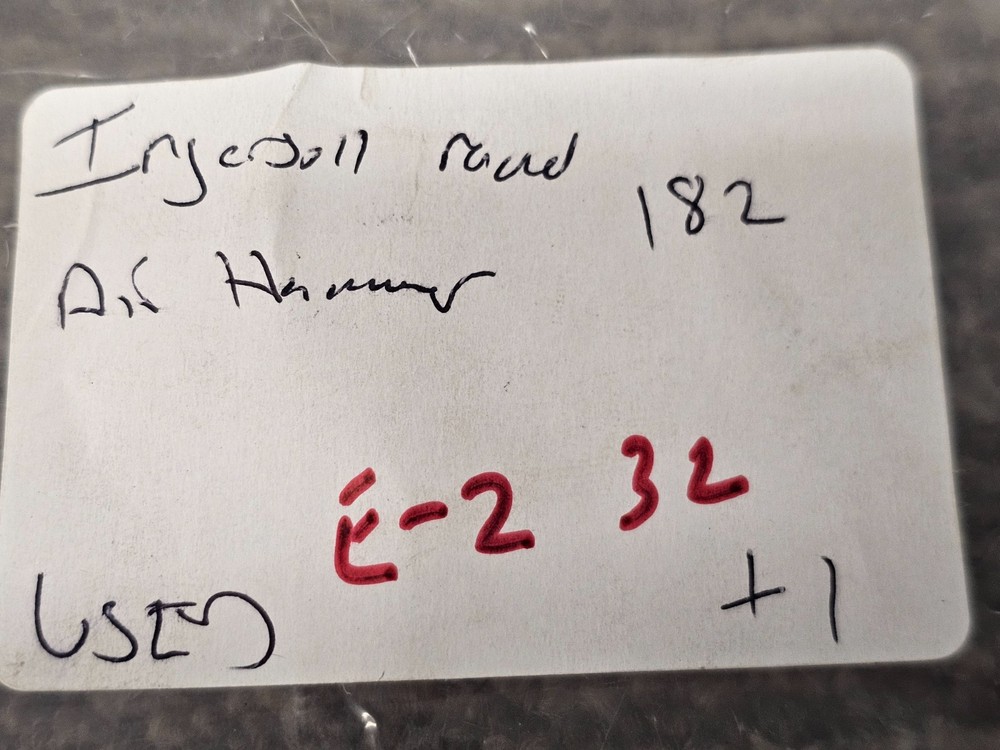 Ingersoll rand
182
Air Hammer
E-2 32
USED +1